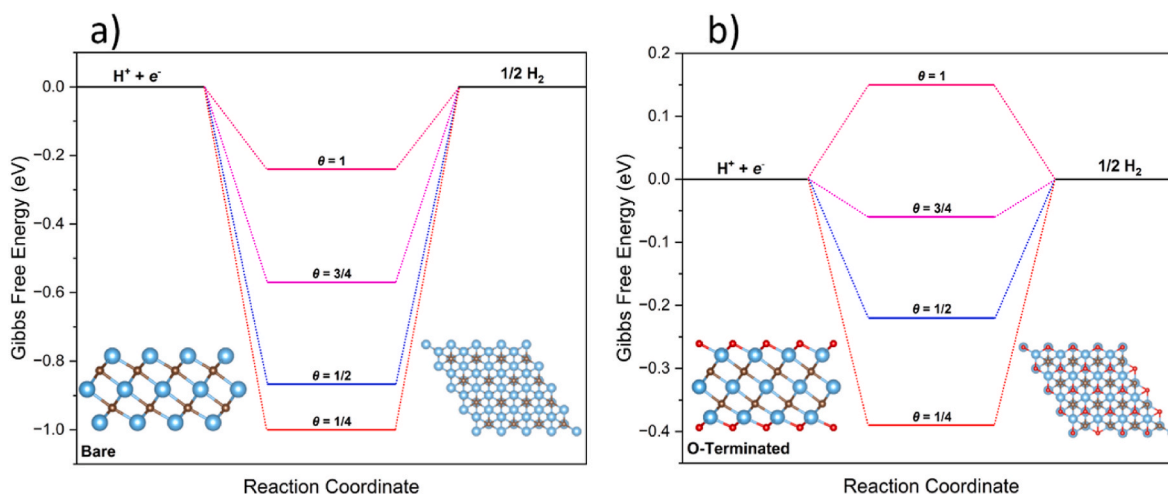 a)
H⁺ + e⁻
1/2 H₂
0.0
−0.2
−0.4
−0.6
−0.8
−1.0
Gibbs Free Energy (eV)
θ = 1
θ = 3/4
θ = 1/2
θ = 1/4
Bare
Reaction Coordinate
b)
0.2
0.1
0.0
−0.1
−0.2
−0.3
−0.4
Gibbs Free Energy (eV)
θ = 1
H⁺ + e⁻
1/2 H₂
θ = 3/4
θ = 1/2
θ = 1/4
O-Terminated
Reaction Coordinate